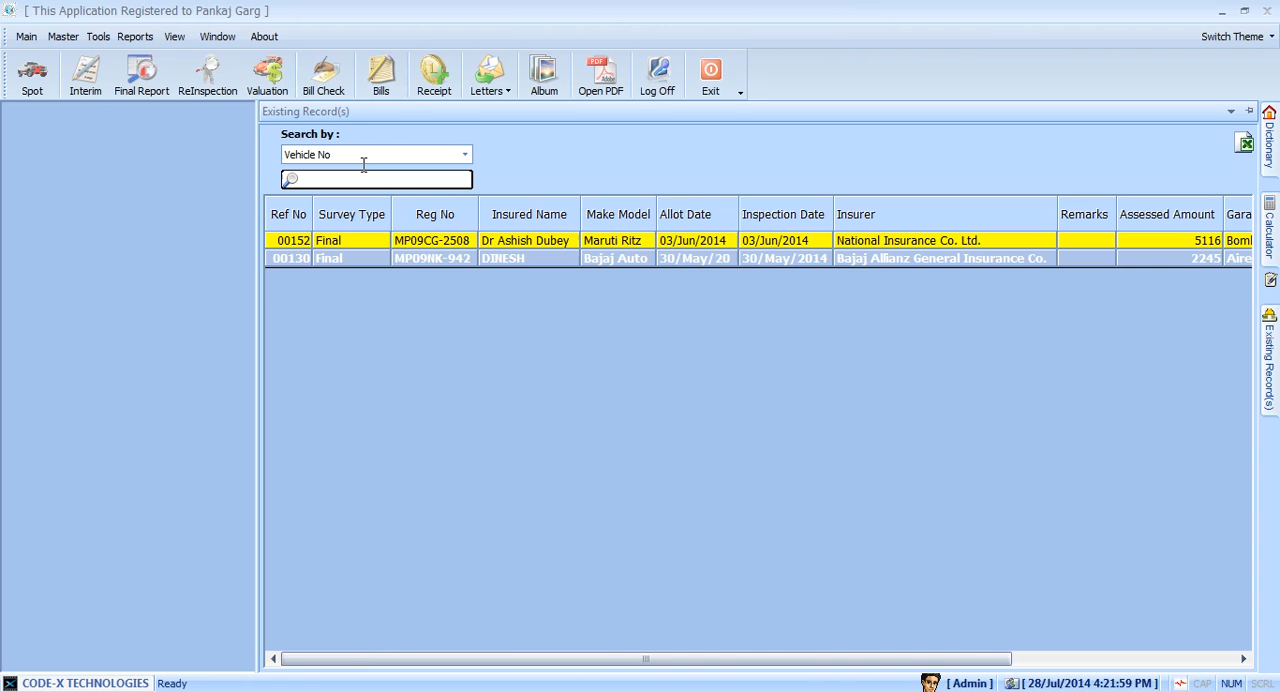 [ This Application Registered to Pankaj Garg ]
Main Master Tools Reports View Window About Switch Theme
Spot Interim Final Report ReInspection Valuation Bill Check Bills Receipt Letters Album Open PDF Log Off Exit
PDF
Adobe
Existing Record(s)
Search by :
Vehicle No
Ref No Survey Type Reg No Insured Name Make Model Allot Date Inspection Date Insurer Remarks Assessed Amount Gara
00152 Final MP09CG-2508 Dr Ashish Dubey Maruti Ritz 03/Jun/2014 03/Jun/2014 National Insurance Co. Ltd. 5116 Bomb
00130 Final MP09NK-942 DINESH Bajaj Auto 30/May/20 30/May/2014 Bajaj Allianz General Insurance Co. 2245 Aire
Dictionary
Calculator
Existing Record(s)
CODE-X TECHNOLOGIES Ready [ Admin ] [ 28/Jul/2014 4:21:59 PM ] CAP NUM SCRL